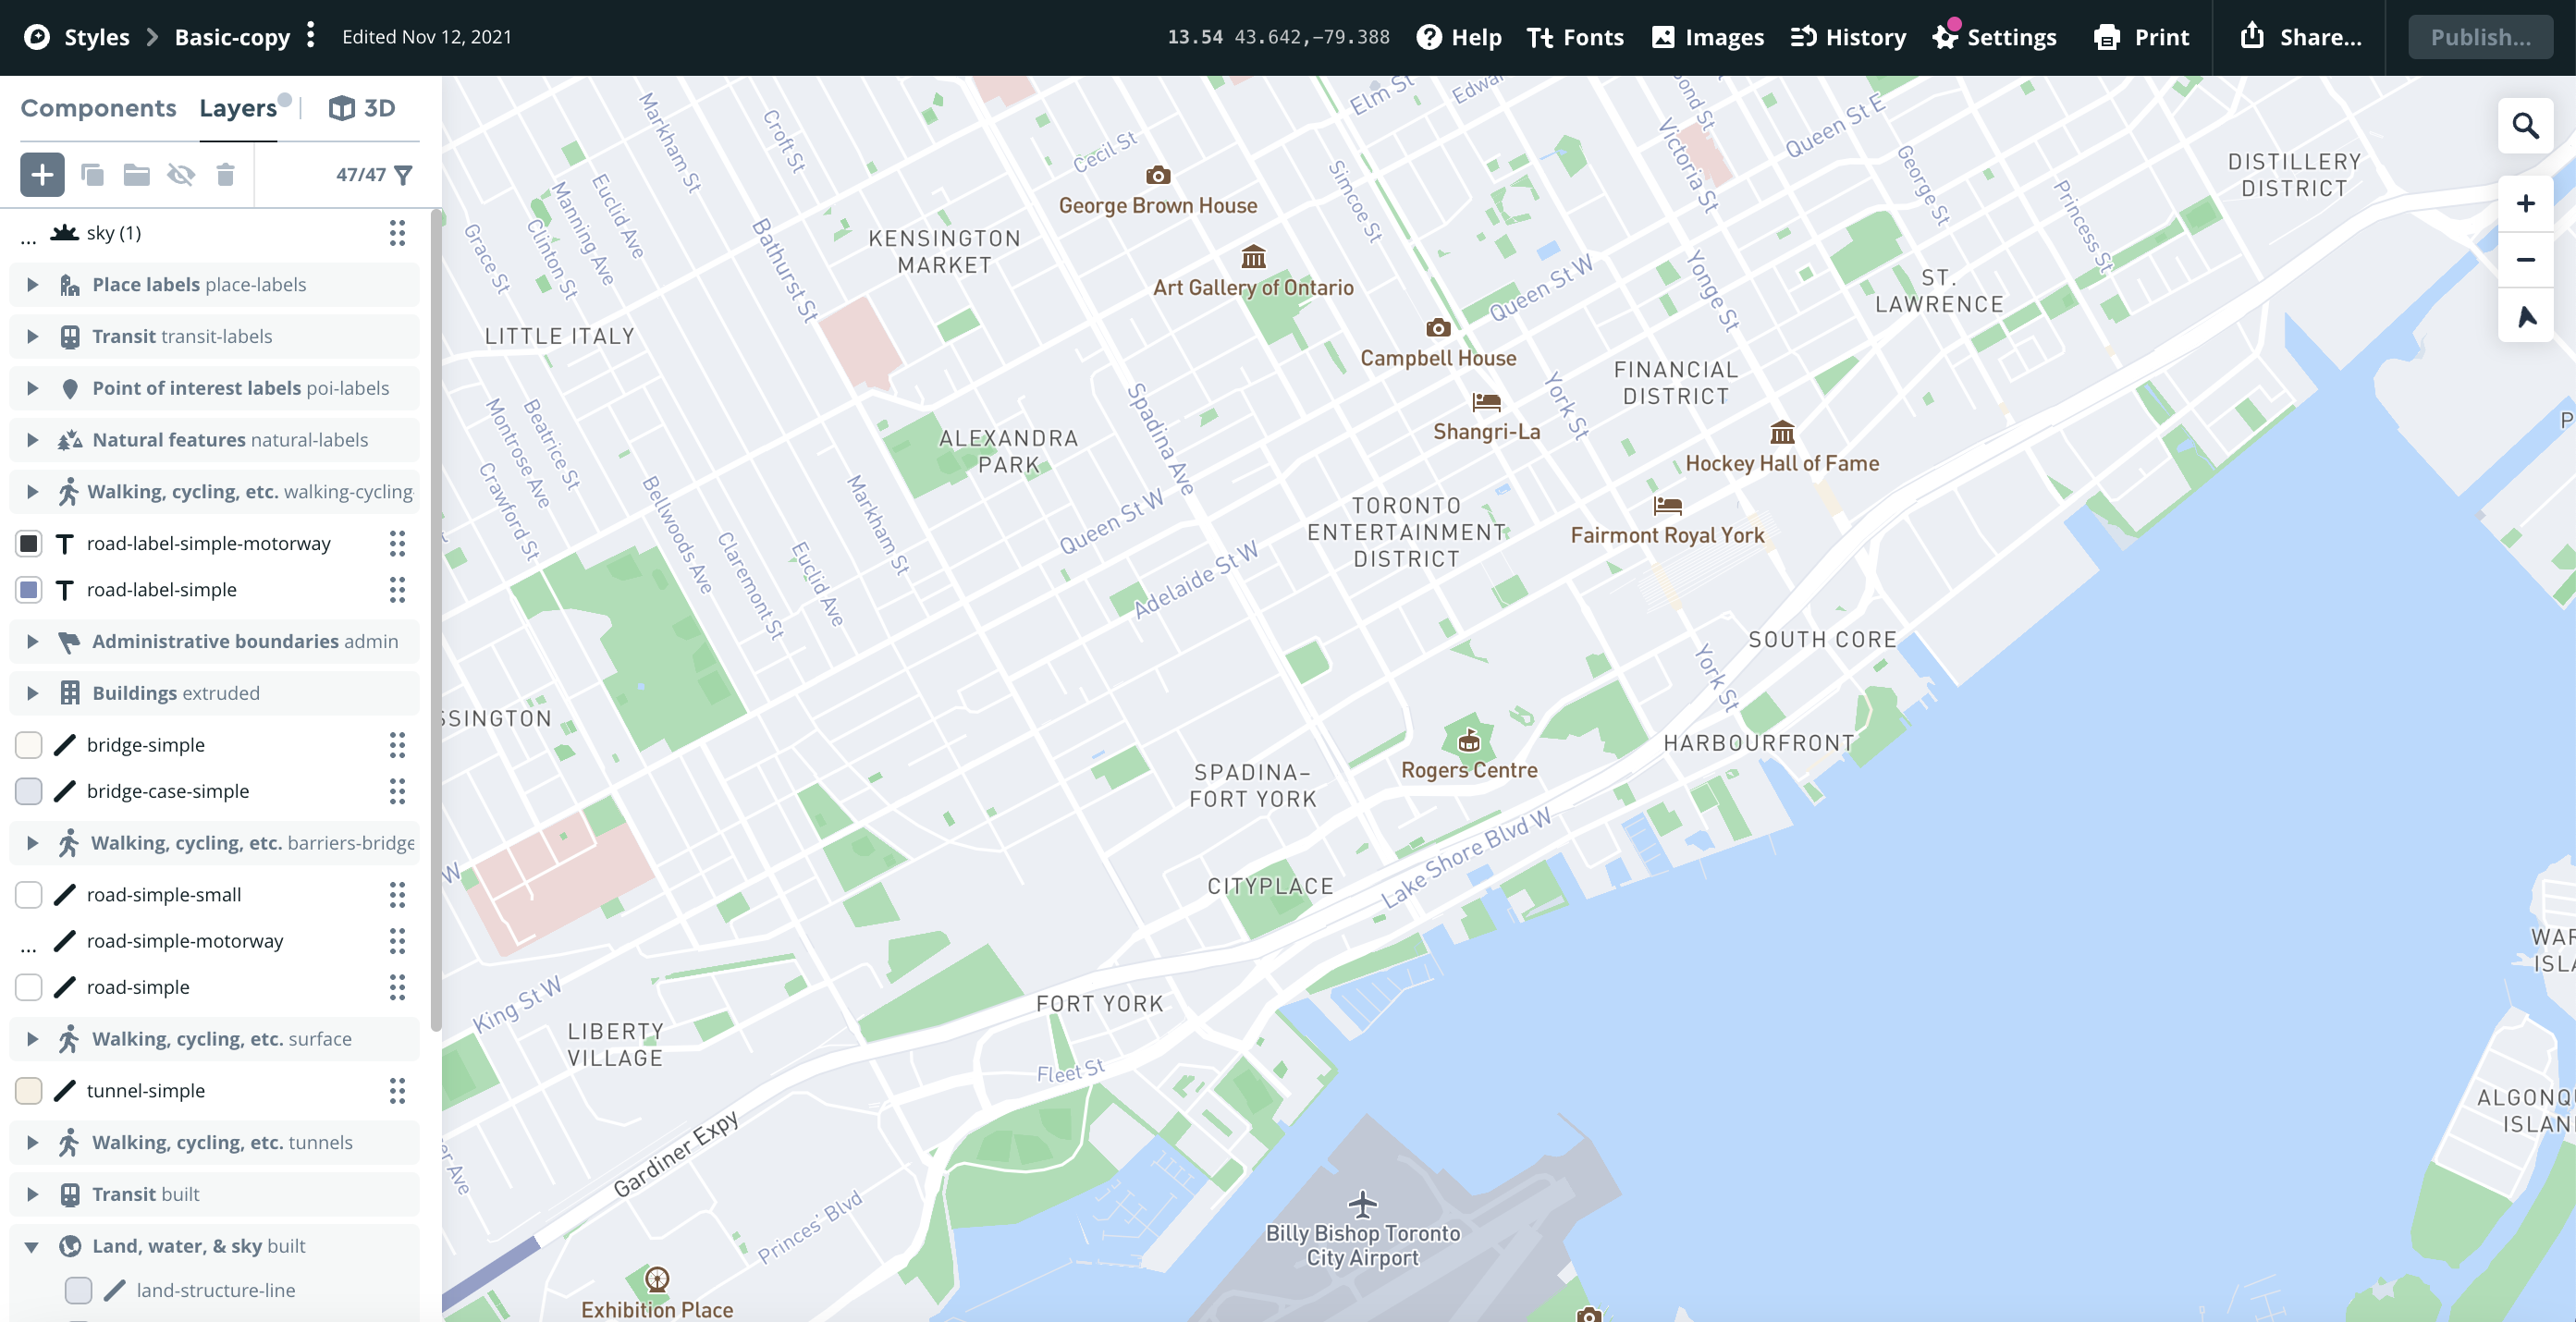 Styles
Basic-copy
Edited Nov 12, 2021
13.54 43.642,−79.388
Help
Fonts
Images
History
Settings
Print
Share...
Publish...
Components
Layers
3D
47/47
... sky (1)
Place labels place-labels
Transit transit-labels
Point of interest labels poi-labels
Natural features natural-labels
Walking, cycling, etc. walking-cycling
road-label-simple-motorway
road-label-simple
Administrative boundaries admin
Buildings extruded
bridge-simple
bridge-case-simple
Walking, cycling, etc. barriers-bridge
road-simple-small
... road-simple-motorway
road-simple
Walking, cycling, etc. surface
tunnel-simple
Walking, cycling, etc. tunnels
Transit built
Land, water, & sky built
land-structure-line
Markham St
Croft St
Cecil St
Elm St
Victoria St
Queen St E
George St
Princess St
DISTILLERY
DISTRICT
Grace St
Clinton St
Manning Ave
Euclid Ave
Bathurst St
KENSINGTON
MARKET
George Brown House
Art Gallery of Ontario
Simcoe St
Queen St W
Yonge St
ST.
LAWRENCE
LITTLE ITALY
Campbell House
Shangri-La
York St
FINANCIAL
DISTRICT
Hockey Hall of Fame
Montrose Ave
Beatrice St
Crawford St
Bellwoods Ave
Claremont St
Euclid Ave
Markham St
ALEXANDRA
PARK
Spadina Ave
Queen St W
Adelaide St W
TORONTO
ENTERTAINMENT
DISTRICT
Fairmont Royal York
SOUTH CORE
York St
HARBOURFRONT
SSINGTON
SPADINA–
FORT YORK
Rogers Centre
CITYPLACE
Lake Shore Blvd W
W
King St W
LIBERTY
VILLAGE
FORT YORK
Fleet St
Gardiner Expy
Princes' Blvd
er Ave
Exhibition Place
Billy Bishop Toronto
City Airport
WAR
ISLA
ALGONQU
ISLAN
P